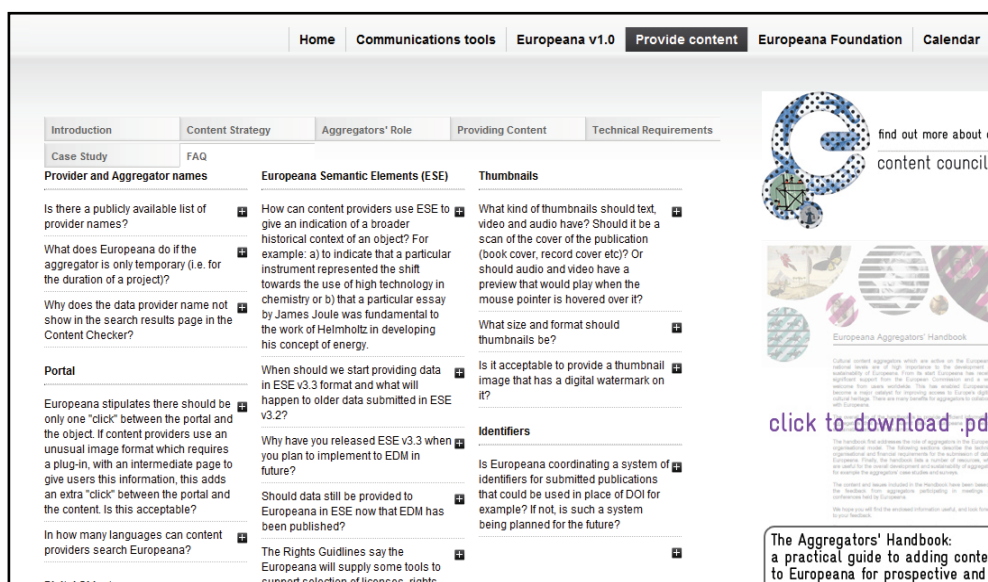 Home
Communications tools
Europeana v1.0
Provide content
Europeana Foundation
Calendar
Introduction
Content Strategy
Aggregators' Role
Providing Content
Technical Requirements
Case Study
FAQ
Provider and Aggregator names
Is there a publicly available list of
provider names?
What does Europeana do if the
aggregator is only temporary (i.e. for
the duration of a project)?
Why does the data provider name not
show in the search results page in the
Content Checker?
Portal
Europeana stipulates there should be
only one "click" between the portal and
the object. If content providers use an
unusual image format which requires
a plug-in, with an intermediate page to
give users this information, this adds
an extra "click" between the portal and
the content. Is this acceptable?
In how many languages can content
providers search Europeana?
Europeana Semantic Elements (ESE)
How can content providers use ESE to
give an indication of a broader
historical context of an object? For
example: a) to indicate that a particular
instrument represented the shift
towards the use of high technology in
chemistry or b) that a particular essay
by James Joule was fundamental to
the work of Helmholtz in developing
his concept of energy.
When should we start providing data
in ESE v3.3 format and what will
happen to older data submitted in ESE
v3.2?
Why have you released ESE v3.3 when
you plan to implement to EDM in
future?
Should data still be provided to
Europeana in ESE now that EDM has
been published?
The Rights Guidlines say the
Europeana will supply some tools to
support selection of licenses, rights
Thumbnails
What kind of thumbnails should text,
video and audio have? Should it be a
scan of the cover of the publication
(book cover, record cover etc)? Or
should audio and video have a
preview that would play when the
mouse pointer is hovered over it?
What size and format should
thumbnails be?
Is it acceptable to provide a thumbnail
image that has a digital watermark on
it?
Identifiers
Is Europeana coordinating a system of
identifiers for submitted publications
that could be used in place of DOI for
example? If not, is such a system
being planned for the future?
find out more about
content council
Europeana Aggregators' Handbook
click to download .pd
The Aggregators' Handbook:
a practical guide to adding conte
to Europeana for prospective and